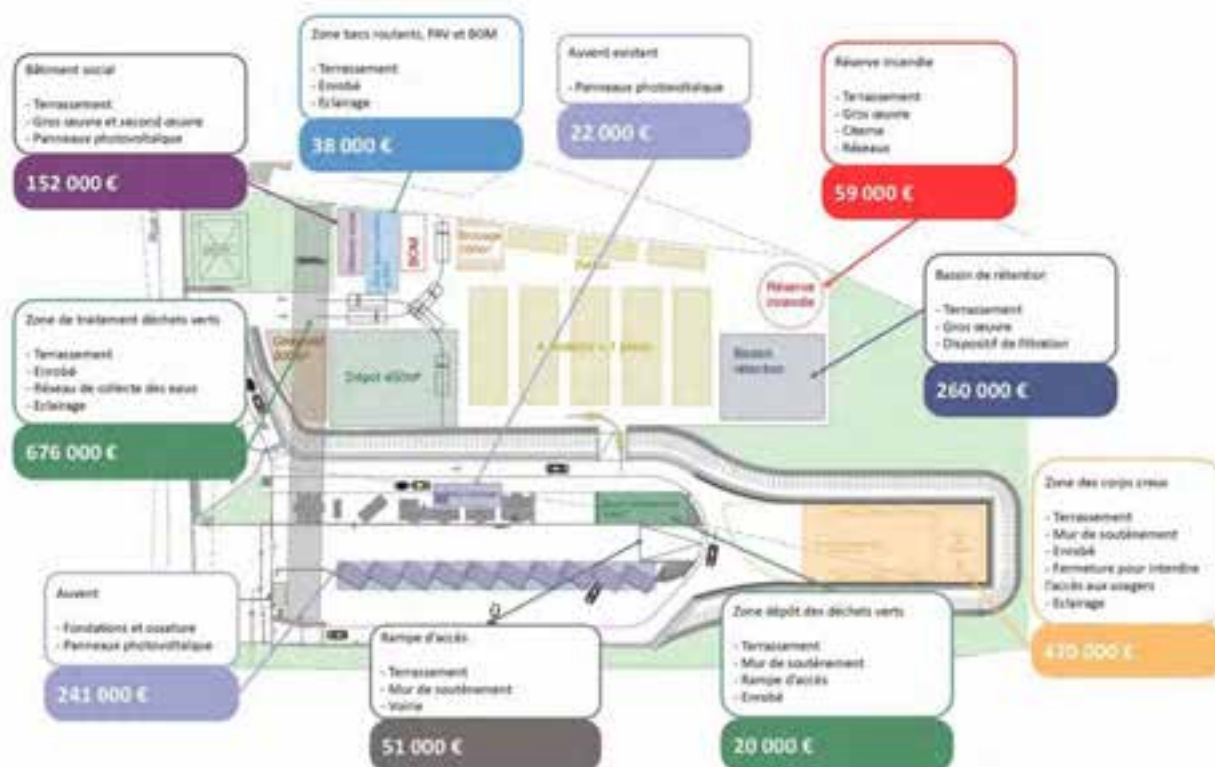 Bâtiment social
- Terrassement
- Gros œuvre et second œuvre
- Panneaux photovoltaïque
152 000 €
Zone bacs roulants, PAV et BOM
- Terrassement
- Enrobé
- Eclairage
38 000 €
Auvent existant
- Panneaux photovoltaïque
22 000 €
Réserve incendie
- Terrassement
- Gros œuvre
- Citerne
- Réseaux
59 000 €
BOM
Réserve
incendie
Bassin de rétention
- Terrassement
- Gros œuvre
- Dispositif de filtration
260 000 €
Zone de traitement déchets verts
- Terrassement
- Enrobé
- Réseau de collecte des eaux
- Eclairage
676 000 €
Dépôt
Bassin
rétention
Zone des corps creux
- Terrassement
- Mur de soutènement
- Enrobé
- Fermeture pour interdire
l'accès aux usagers
- Eclairage
000 €
Auvent
- Fondations et ossature
- Panneaux photovoltaïque
241 000 €
Rampe d'accès
- Terrassement
- Mur de soutènement
- Voirie
51 000 €
Zone dépôt des déchets verts
- Terrassement
- Mur de soutènement
- Rampe d'accès
- Enrobé
20 000 €